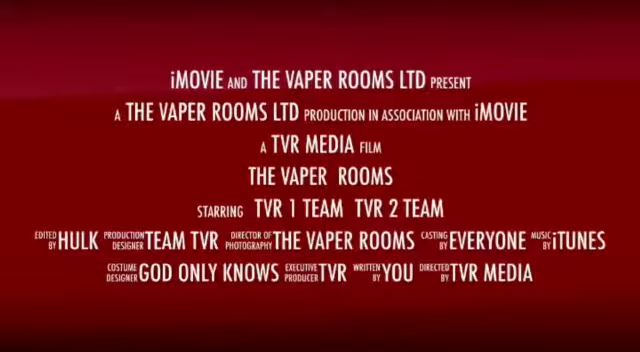 iMOVIE AND THE VAPER ROOMS LTD PRESENT
A THE VAPER ROOMS LTD PRODUCTION IN ASSOCIATION WITH iMOVIE
A TVR MEDIA FILM
THE VAPER ROOMS
STARRING TVR 1 TEAM TVR 2 TEAM
EDITED BY HULK PRODUCTION DESIGNER TEAM TVR DIRECTOR OF PHOTOGRAPHY THE VAPER ROOMS CASTING BY EVERYONE MUSIC BY iTUNES
COSTUME DESIGNER GOD ONLY KNOWS EXECUTIVE PRODUCER TVR WRITTEN BY YOU DIRECTED BY TVR MEDIA